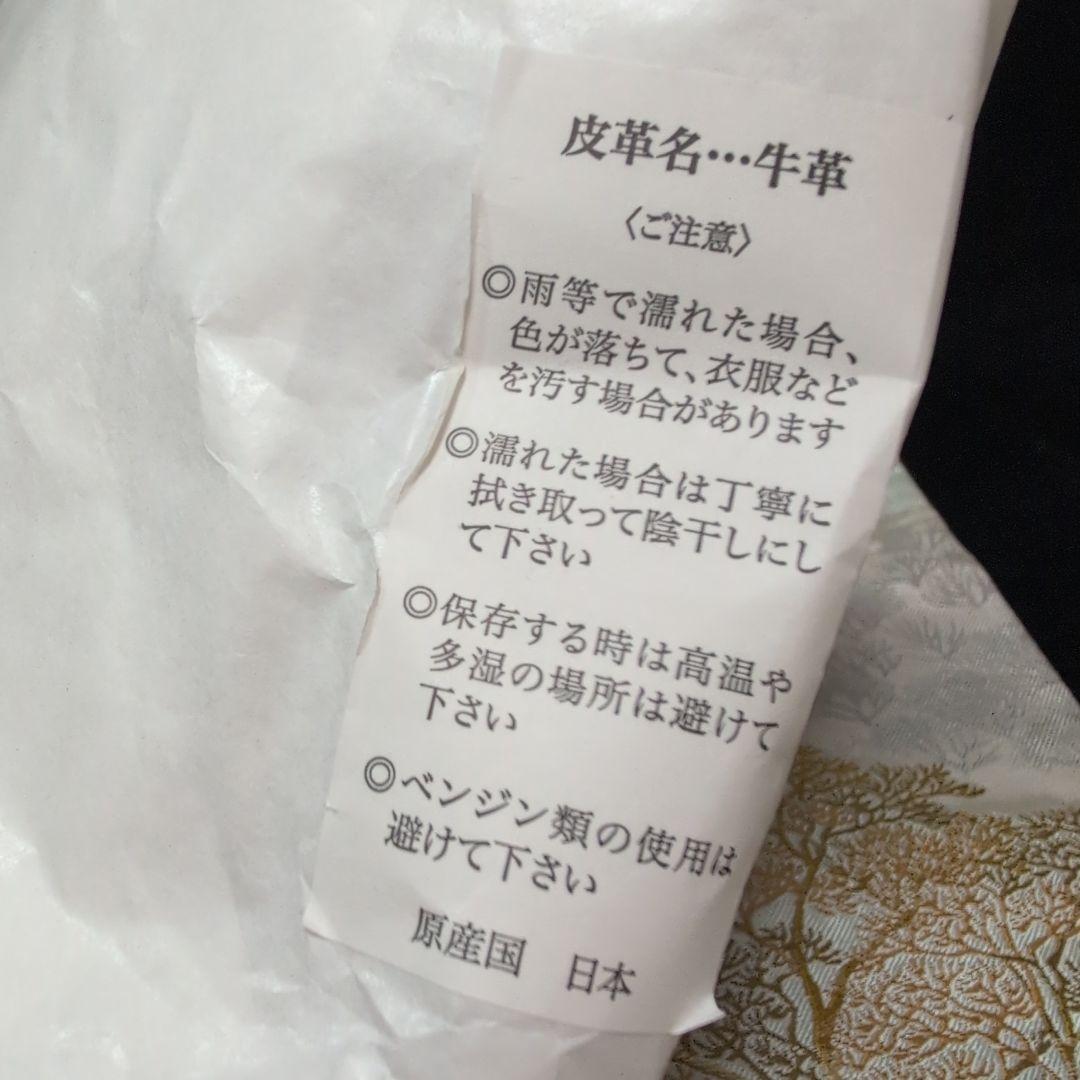 皮革名…牛革
〈ご注意〉
◎雨等で濡れた場合、
色が落ちて、衣服など
を汚す場合があります
◎濡れた場合は丁寧に
拭き取って陰干しにし
て下さい
◎保存する時は高温や
多湿の場所は避けて
下さい
◎ベンジン類の使用は
避けて下さい
原産国　日本